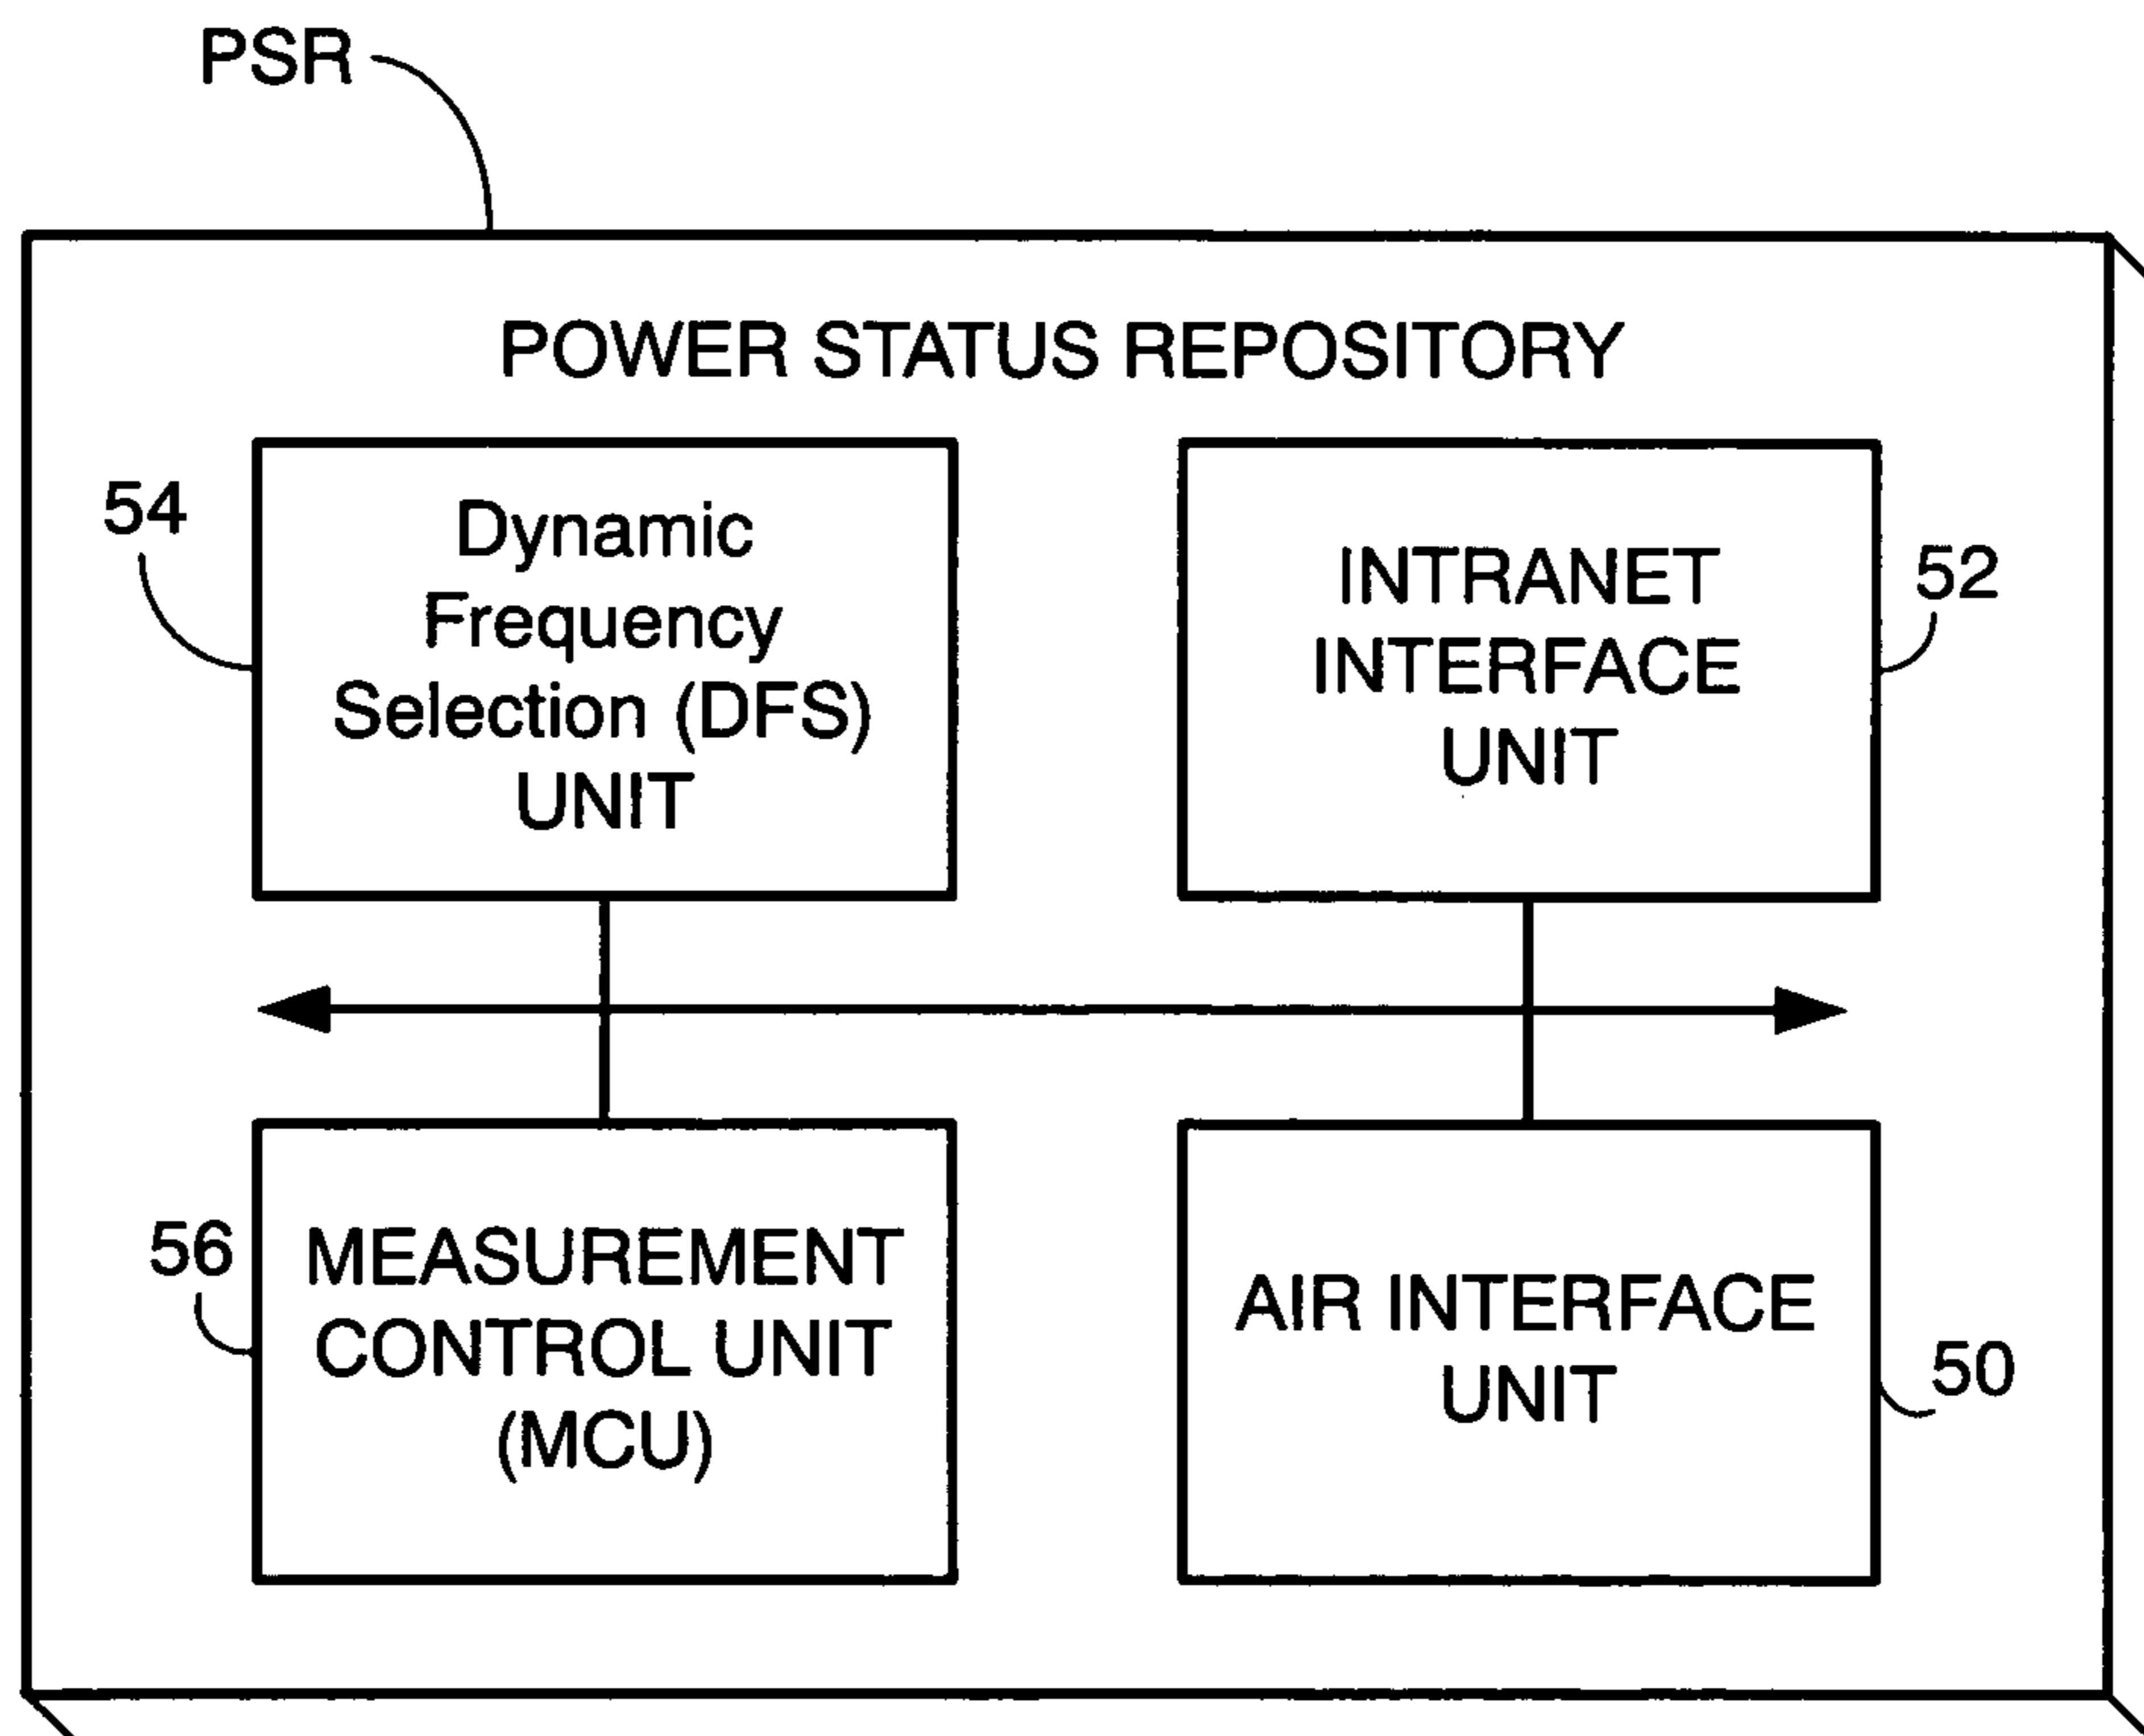 PSR
POWER STATUS REPOSITORY
54
Dynamic
Frequency
Selection (DFS)
UNIT
INTRANET
INTERFACE
UNIT
52
56
MEASUREMENT
CONTROL UNIT
(MCU)
AIR INTERFACE
UNIT
50